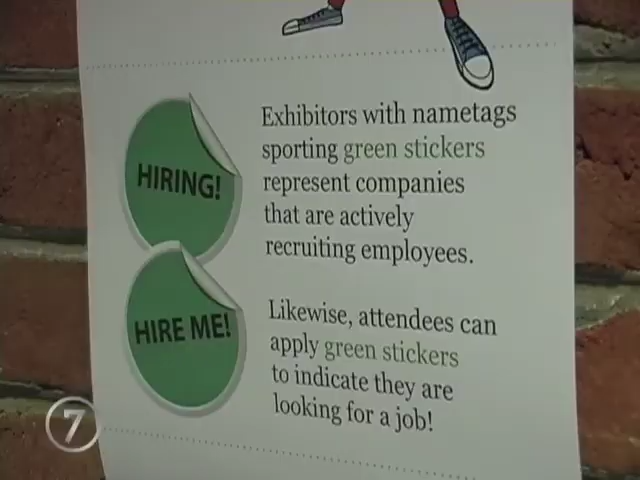 HIRING!
Exhibitors with nametags
sporting green stickers
represent companies
that are actively
recruiting employees.
HIRE ME!
Likewise, attendees can
apply green stickers
to indicate they are
looking for a job!
7